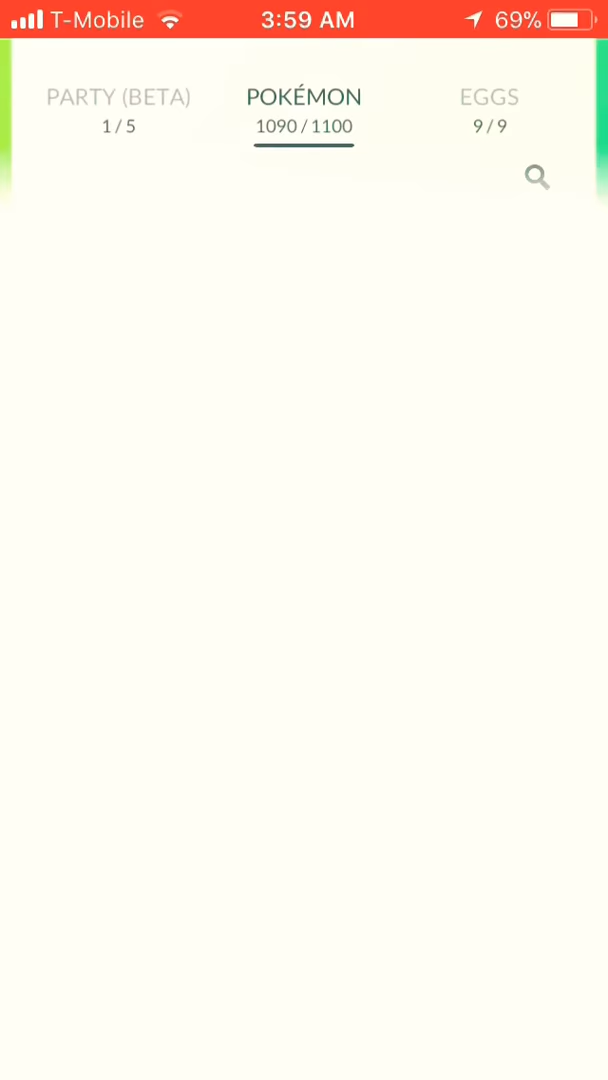 T-Mobile 3:59 AM 69%
PARTY (BETA) POKÉMON EGGS
1 / 5 1090 / 1100 9 / 9